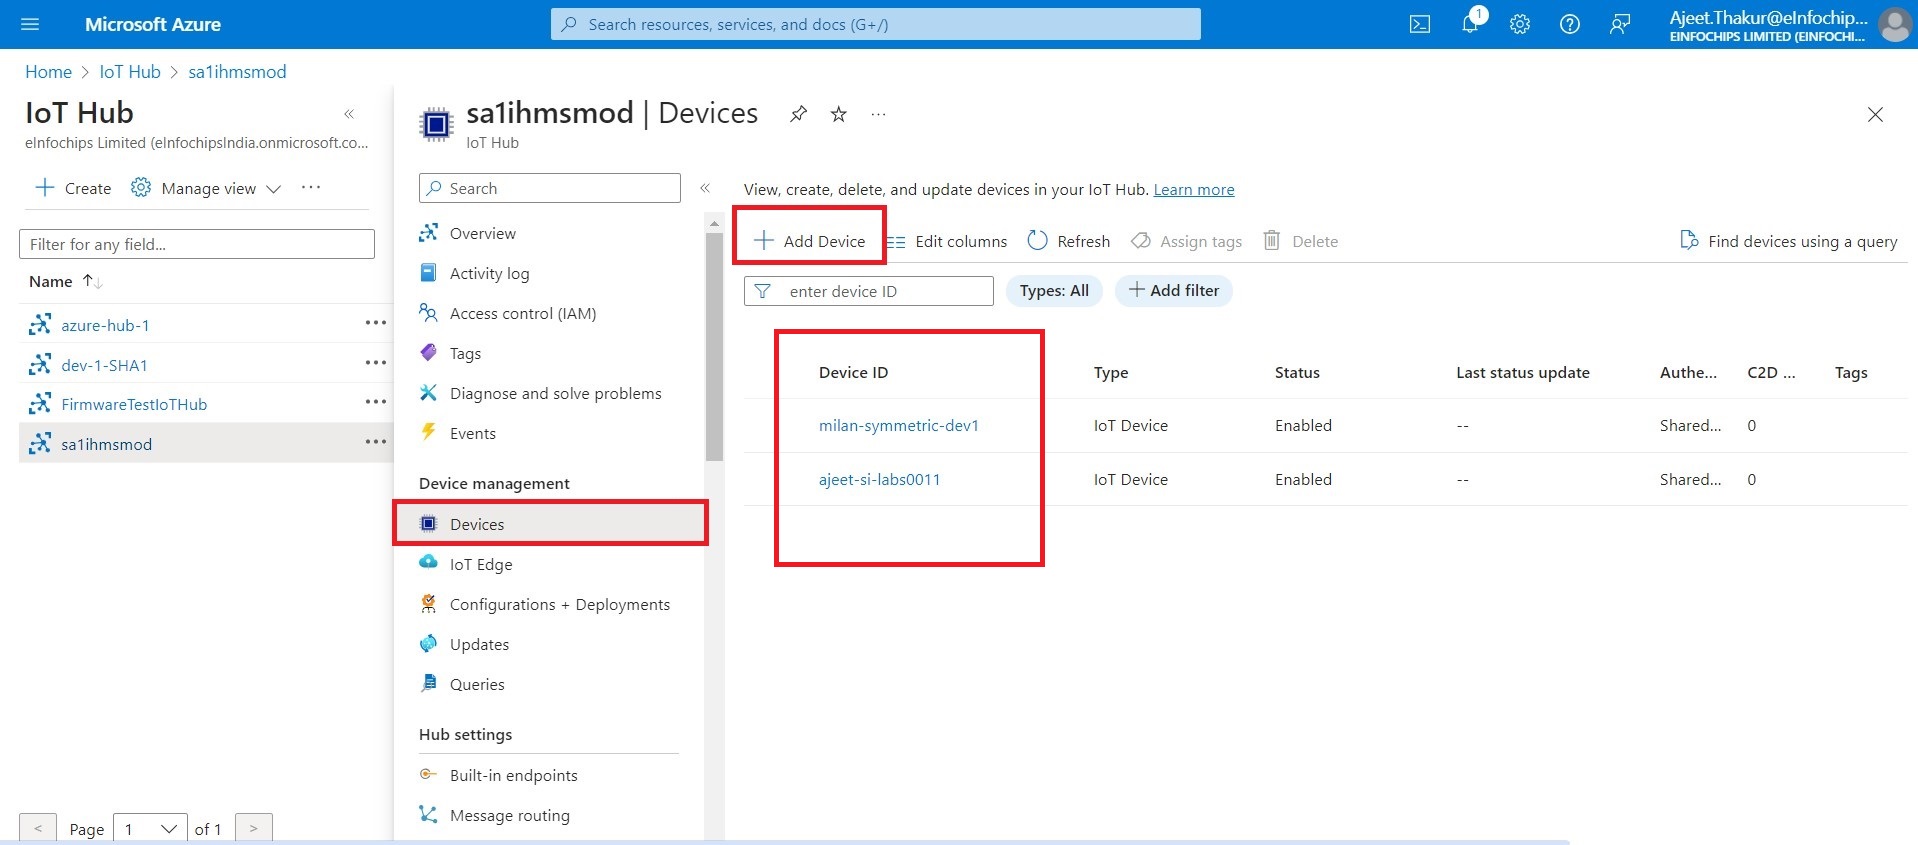 Microsoft Azure
Search resources, services, and docs (G+/)
1
Ajeet.Thakur@eInfochip...
EINFOCHIPS LIMITED (EINFOCHI...
Home > IoT Hub > sa1ihmsmod
IoT Hub
«
eInfochips Limited (eInfochipsIndia.onmicrosoft.co...
+ Create
Manage view
...
Filter for any field...
Name ↑↓
azure-hub-1
dev-1-SHA1
FirmwareTestIoTHub
sa1ihmsmod
< Page 1 of 1 >
sa1ihmsmod | Devices
...
IoT Hub
Search
«
Overview
Activity log
Access control (IAM)
Tags
Diagnose and solve problems
Events
Device management
Devices
IoT Edge
Configurations + Deployments
Updates
Queries
Hub settings
Built-in endpoints
Message routing
View, create, delete, and update devices in your IoT Hub. Learn more
+ Add Device
Edit columns
Refresh
Assign tags
Delete
Find devices using a query
enter device ID
Types: All
+ Add filter
Device ID Type Status Last status update Authe... C2D ... Tags
milan-symmetric-dev1 IoT Device Enabled -- Shared... 0
ajeet-si-labs0011 IoT Device Enabled -- Shared... 0